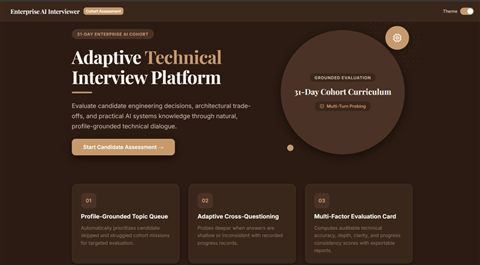 Enterprise AI Interviewer Cohort Assessment
Theme
31-DAY ENTERPRISE AI COHORT
Adaptive Technical
Interview Platform
Evaluate candidate engineering decisions, architectural trade-
offs, and practical AI systems knowledge through natural,
profile-grounded technical dialogue.
Start Candidate Assessment →
GROUNDED EVALUATION
31-Day Cohort Curriculum
Multi-Turn Probing
01
Profile-Grounded Topic Queue
Automatically prioritizes candidate
skipped and struggled cohort missions
for targeted evaluation.
02
Adaptive Cross-Questioning
Probes deeper when answers are
shallow or inconsistent with recorded
progress records.
03
Multi-Factor Evaluation Card
Computes auditable technical
accuracy, depth, clarity, and progress
consistency scores with exportable
reports.